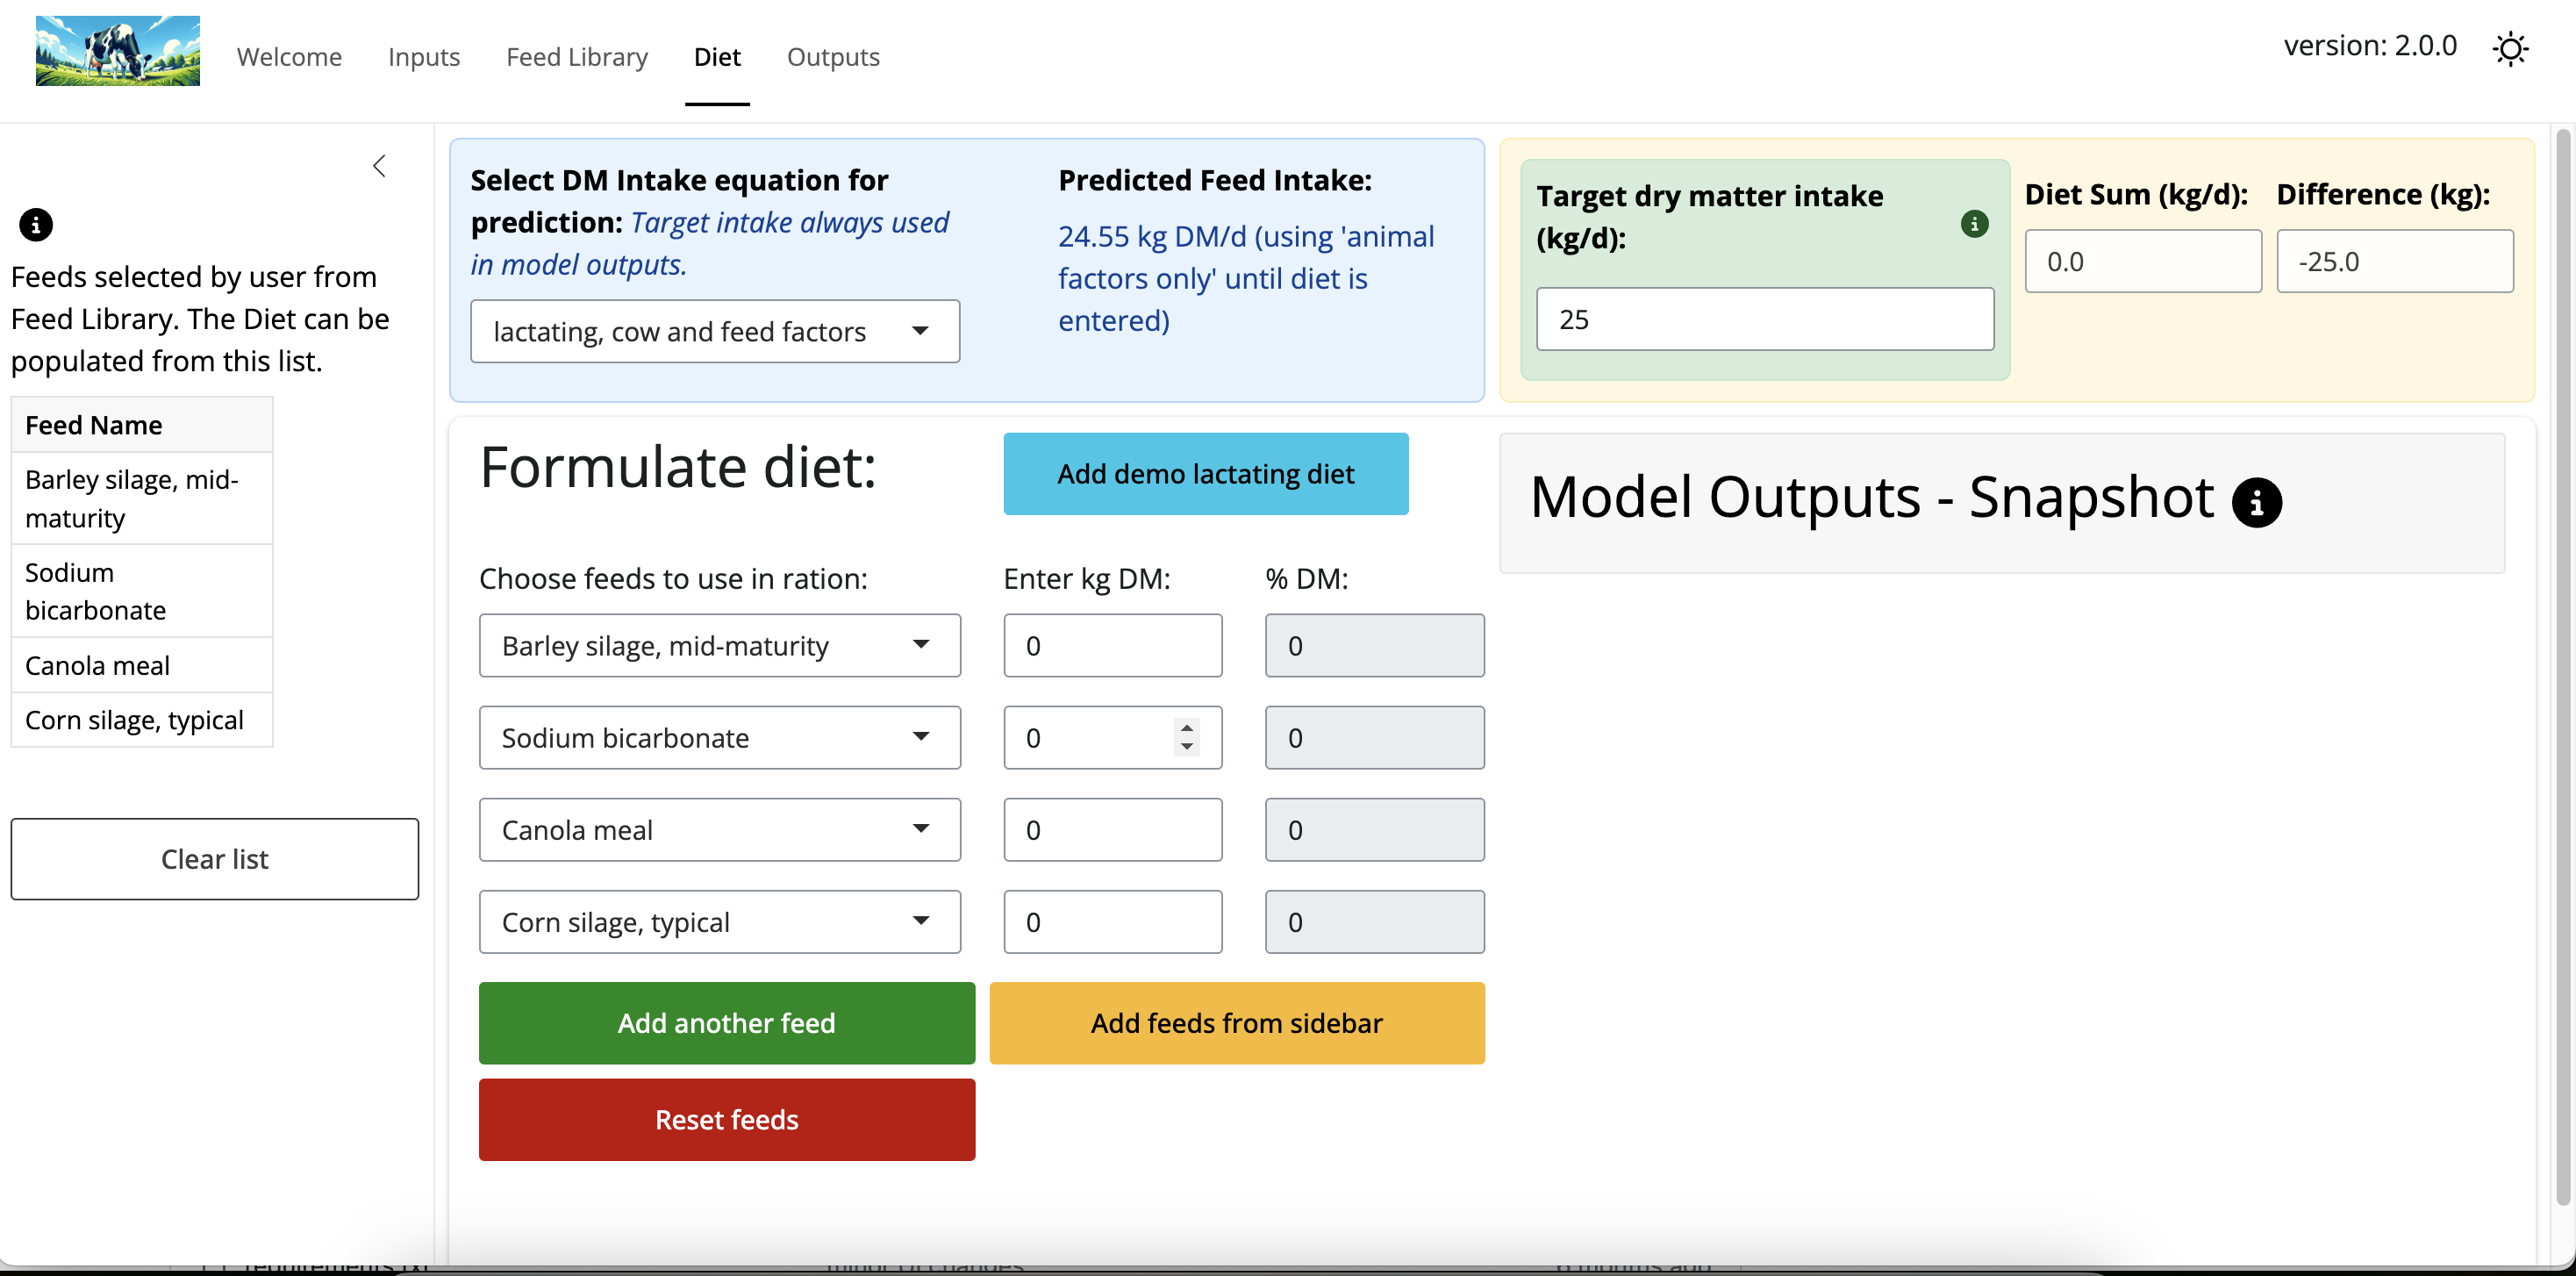 Welcome
Inputs
Feed Library
Diet
Outputs
version: 2.0.0
Feeds selected by user from
Feed Library. The Diet can be
populated from this list.
Feed Name
Barley silage, mid-
maturity
Sodium
bicarbonate
Canola meal
Corn silage, typical
Clear list
Select DM Intake equation for
prediction: Target intake always used
in model outputs.
lactating, cow and feed factors
Predicted Feed Intake:
24.55 kg DM/d (using 'animal
factors only' until diet is
entered)
Target dry matter intake
(kg/d):
25
Diet Sum (kg/d):
0.0
Difference (kg):
-25.0
Formulate diet:
Add demo lactating diet
Choose feeds to use in ration:
Enter kg DM:
% DM:
Barley silage, mid-maturity
0
0
Sodium bicarbonate
0
0
Canola meal
0
0
Corn silage, typical
0
0
Add another feed
Add feeds from sidebar
Reset feeds
Model Outputs - Snapshot